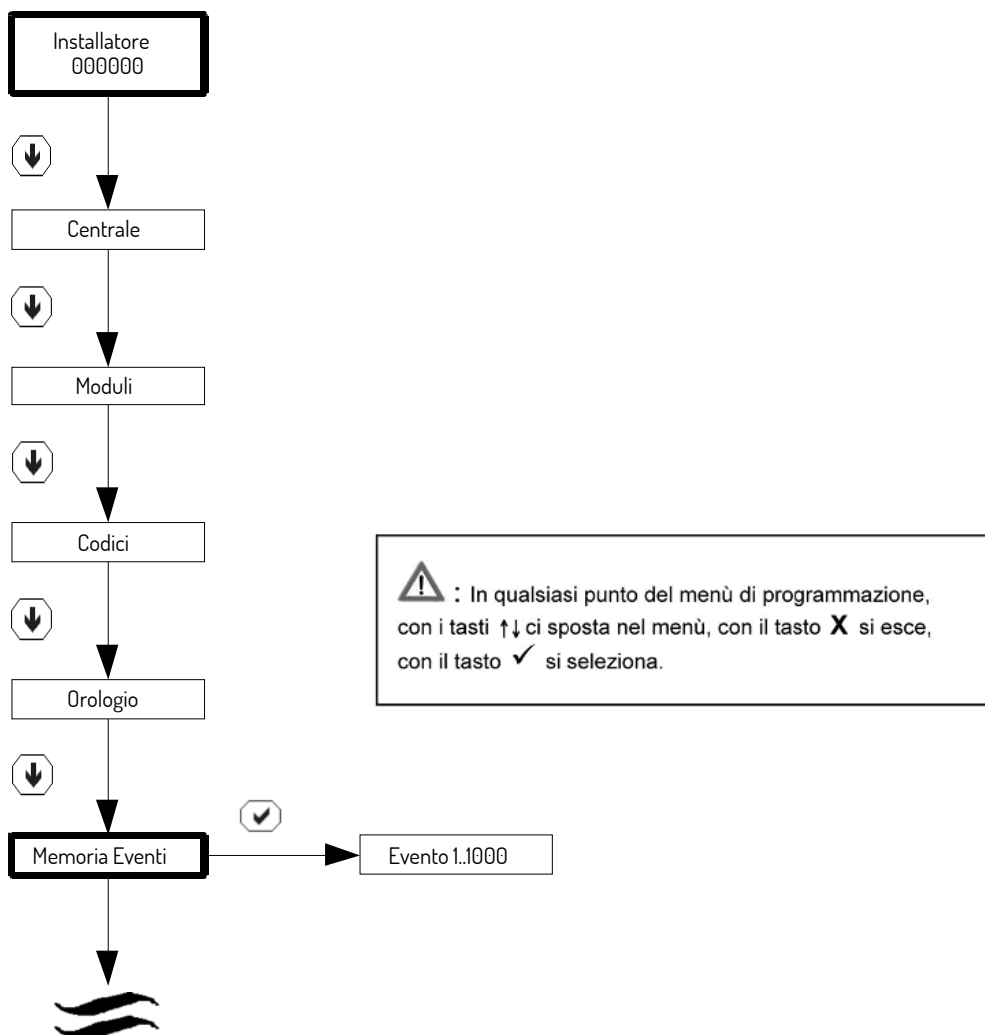 Installatore
000000
Centrale
Moduli
Codici
: In qualsiasi punto del menù di programmazione,
con i tasti ↑↓ ci sposta nel menù, con il tasto X si esce,
con il tasto ✓ si seleziona.
Orologio
Memoria Eventi
Evento 1..1000